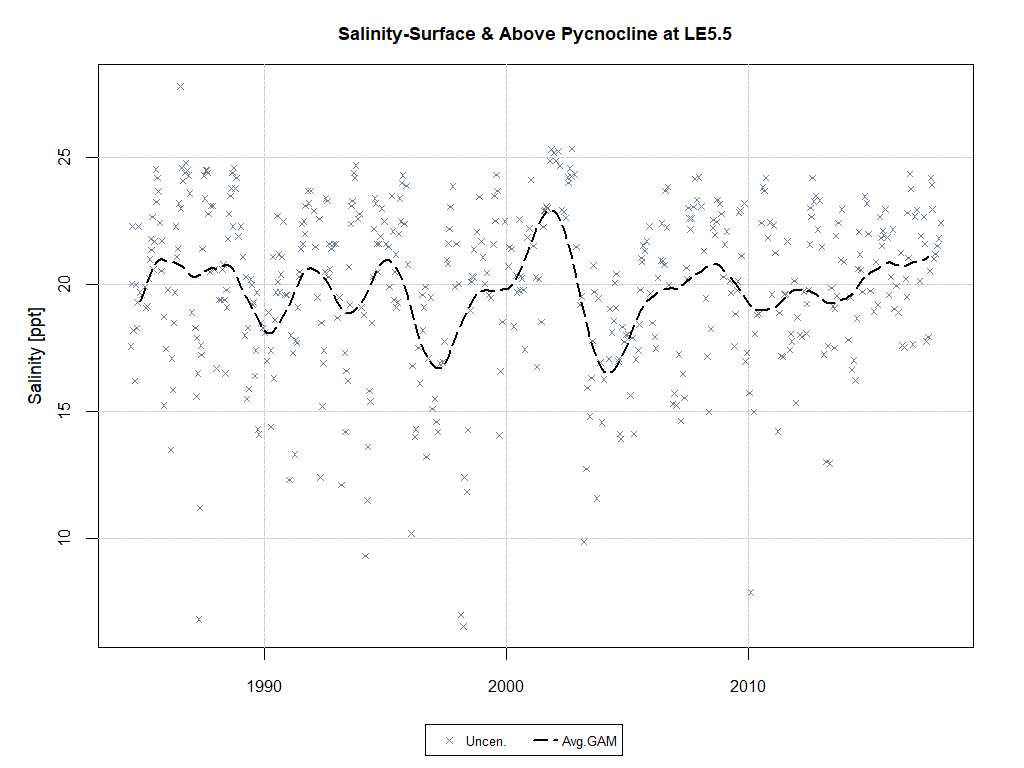 Salinity-Surface & Above Pycnocline at LE5.5
Salinity [ppt]
25
20
15
10
1990 2000 2010
Uncen. Avg.GAM